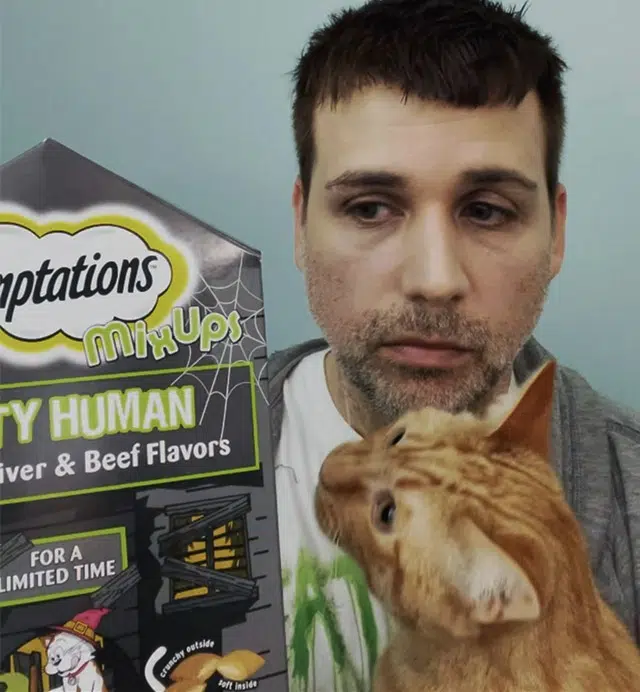 mptations
MixUps
TY HUMAN
iver & Beef Flavors
FOR A
LIMITED TIME
crunchy outside
soft inside